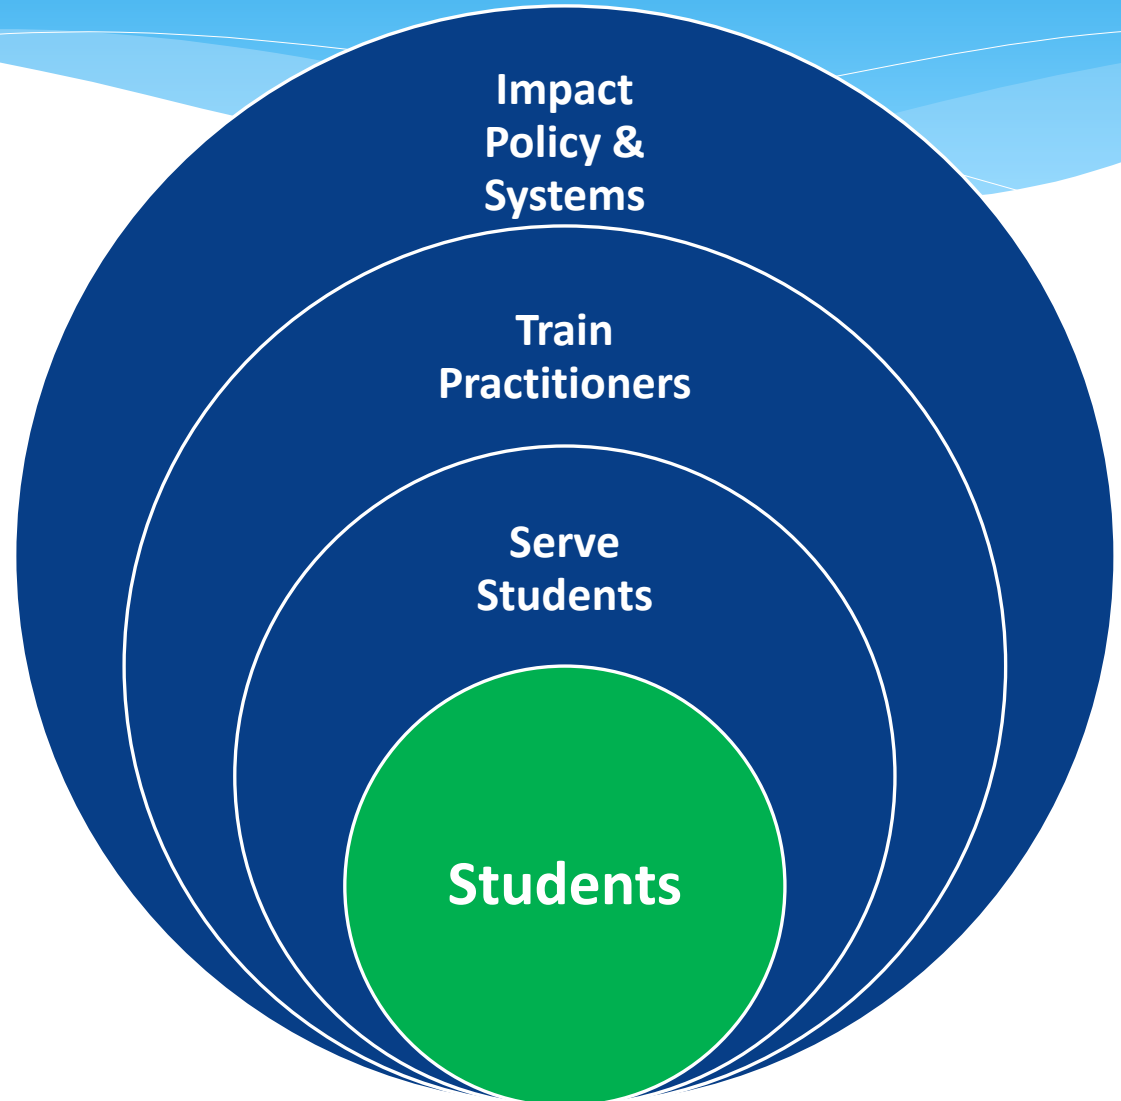 Impact
Policy &
Systems
Train
Practitioners
Serve
Students
Students